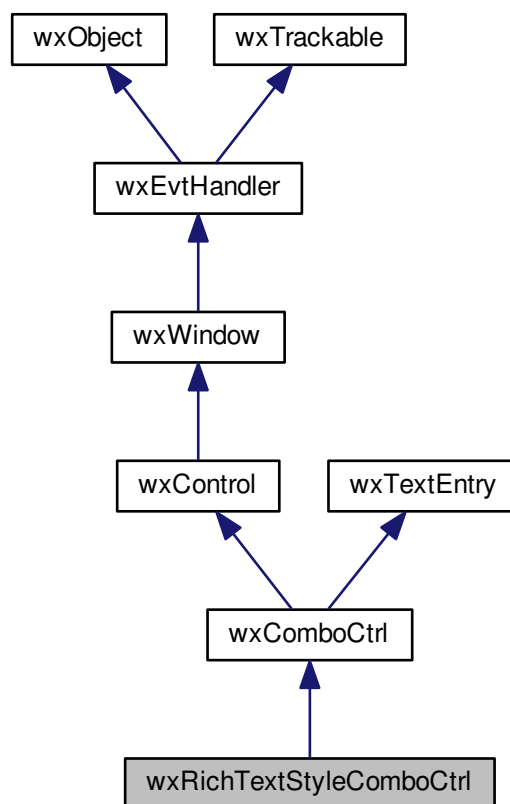 wxObject
wxTrackable
wxEvtHandler
wxWindow
wxControl
wxTextEntry
wxComboCtrl
wxRichTextStyleComboCtrl